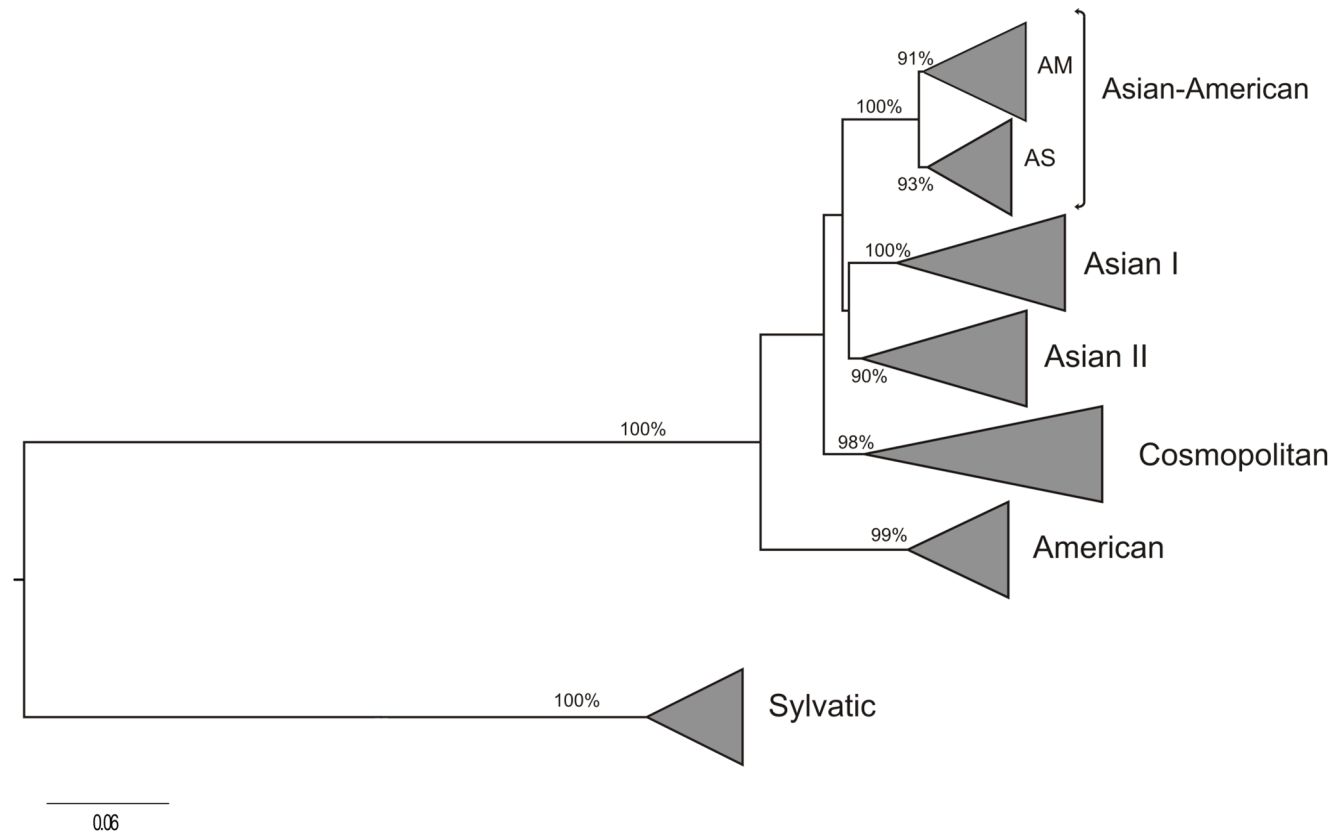 91%
AM
100%
Asian-American
AS
93%
100%
Asian I
Asian II
90%
100%
98%
Cosmopolitan
99%
American
100%
Sylvatic
0.06